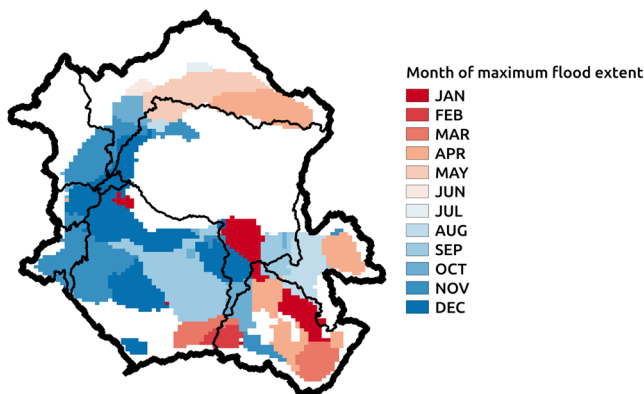 Month of maximum flood extent
JAN
FEB
MAR
APR
MAY
JUN
JUL
AUG
SEP
OCT
NOV
DEC